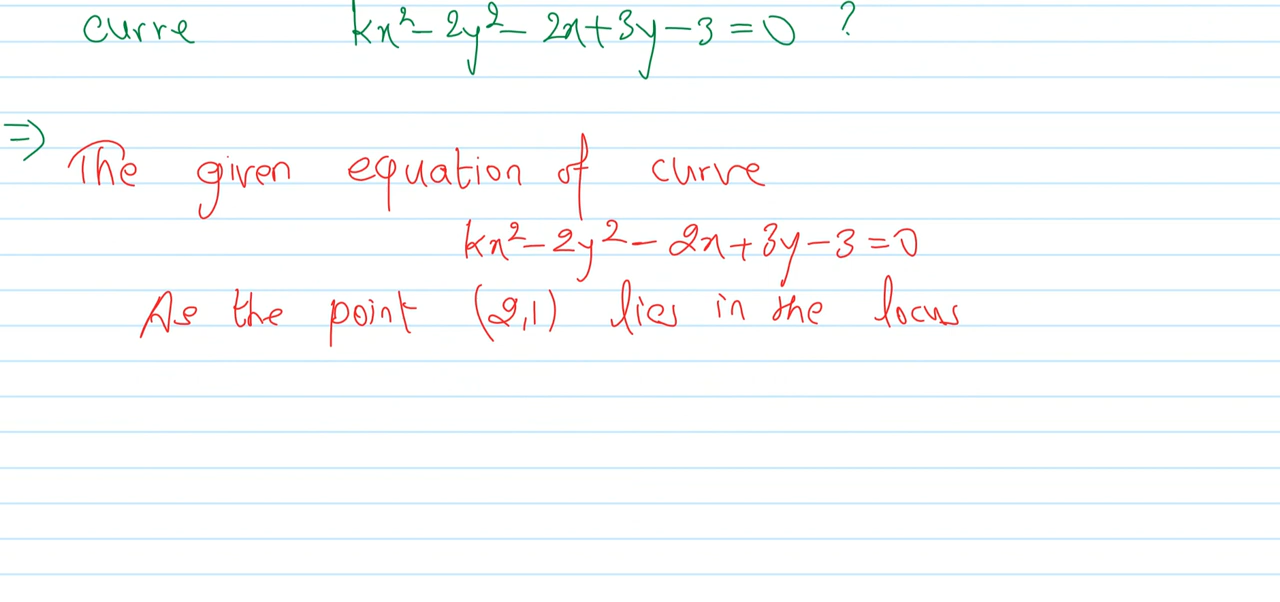 curve kx²-2y²-2x+3y-3=0 ?
⇒ The given equation of curve
kx²-2y²-2x+3y-3=0
As the point (2,1) lies in the locus